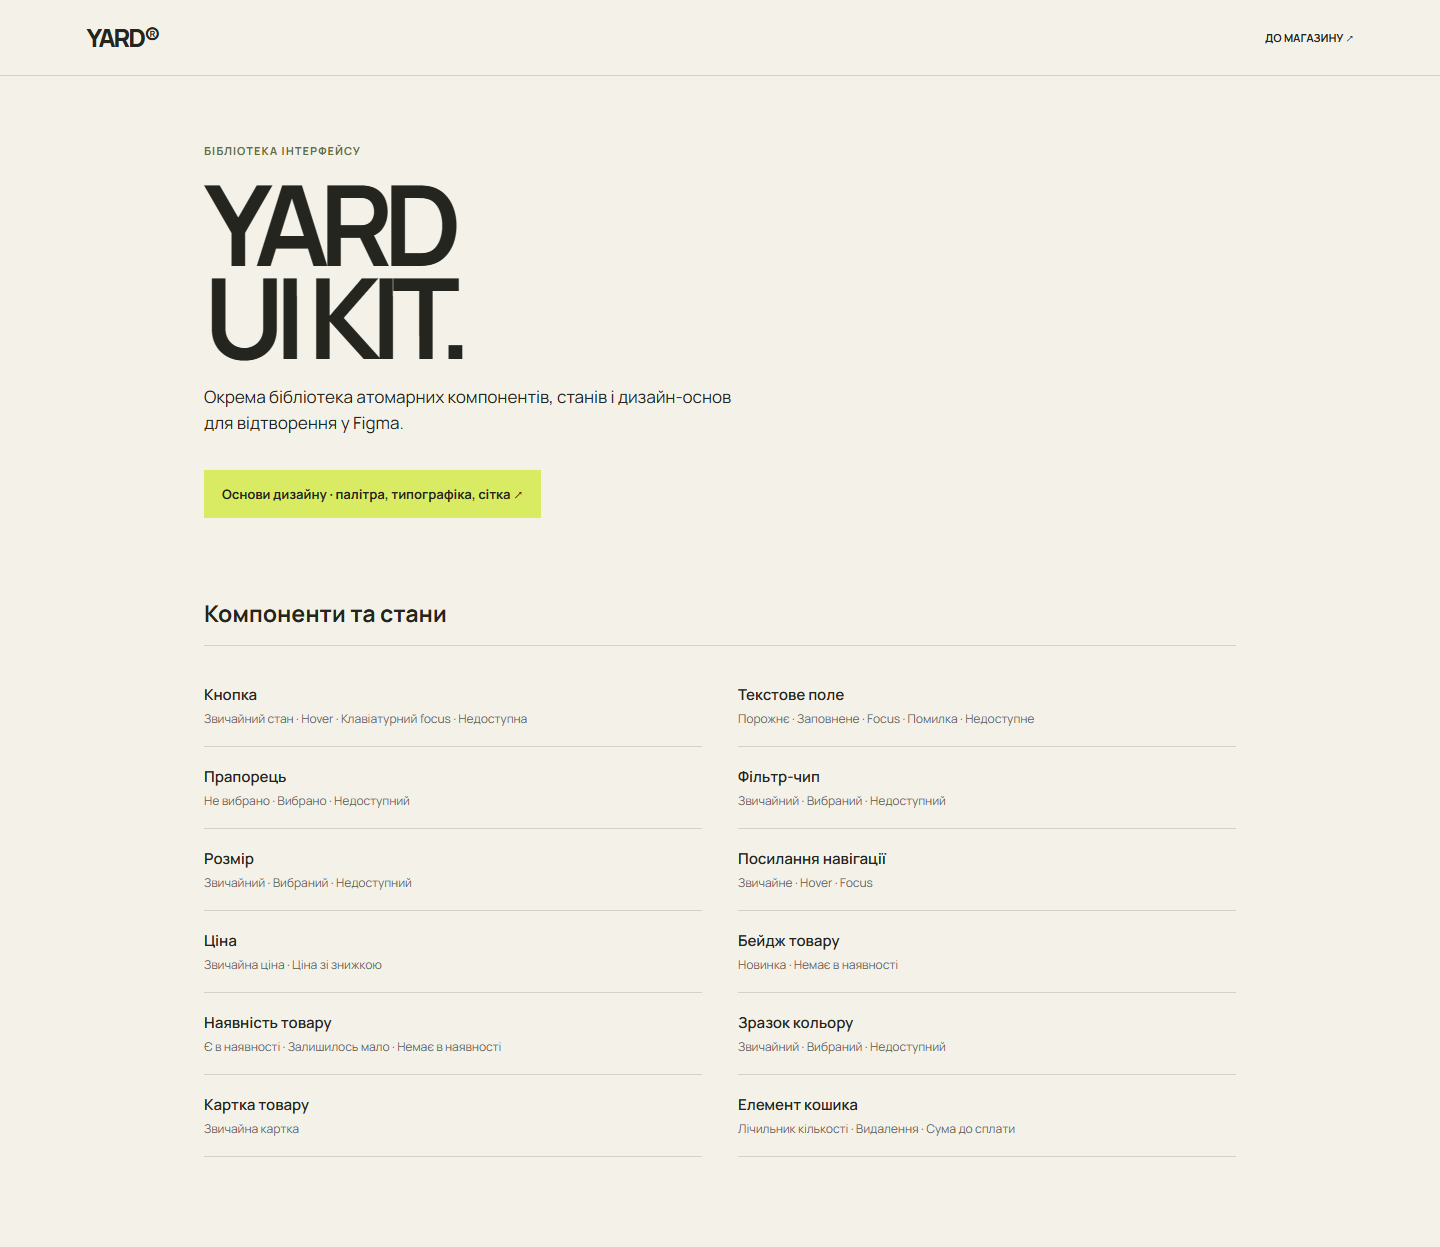 YARD®
ДО МАГАЗИНУ ↗
БІБЛІОТЕКА ІНТЕРФЕЙСУ
YARD
UI KIT.
Окрема бібліотека атомарних компонентів, станів і дизайн-основ
для відтворення у Figma.
Основи дизайну · палітра, типографіка, сітка ↗
Компоненти та стани
Кнопка
Звичайний стан · Hover · Клавіатурний focus · Недоступна
Текстове поле
Порожнє · Заповнене · Focus · Помилка · Недоступне
Прапорець
Не вибрано · Вибрано · Недоступний
Фільтр-чип
Звичайний · Вибраний · Недоступний
Розмір
Звичайний · Вибраний · Недоступний
Посилання навігації
Звичайне · Hover · Focus
Ціна
Звичайна ціна · Ціна зі знижкою
Бейдж товару
Новинка · Немає в наявності
Наявність товару
Є в наявності · Залишилось мало · Немає в наявності
Зразок кольору
Звичайний · Вибраний · Недоступний
Картка товару
Звичайна картка
Елемент кошика
Лічильник кількості · Видалення · Сума до сплати